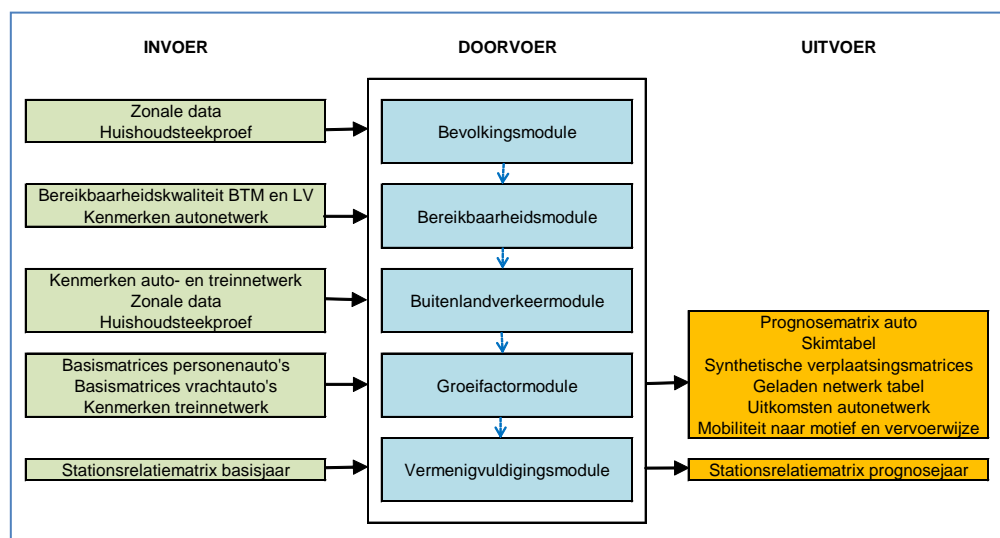 INVOER
DOORVOER
UITVOER
Zonale data
Huishoudsteekproef
Bevolkingsmodule
Bereikbaarheidskwaliteit BTM en LV
Kenmerken autonetwerk
Bereikbaarheidsmodule
Kenmerken auto- en treinnetwerk
Zonale data
Huishoudsteekproef
Buitenlandverkeermodule
Basismatrices personenauto's
Basismatrices vrachtauto's
Kenmerken treinnetwerk
Groeifactormodule
Prognosematrix auto
Skimtabel
Synthetische verplaatsingsmatrices
Geladen netwerk tabel
Uitkomsten autonetwerk
Mobiliteit naar motief en vervoerwijze
Stationsrelatiematrix basisjaar
Vermenigvuldigingsmodule
Stationsrelatiematrix prognosejaar